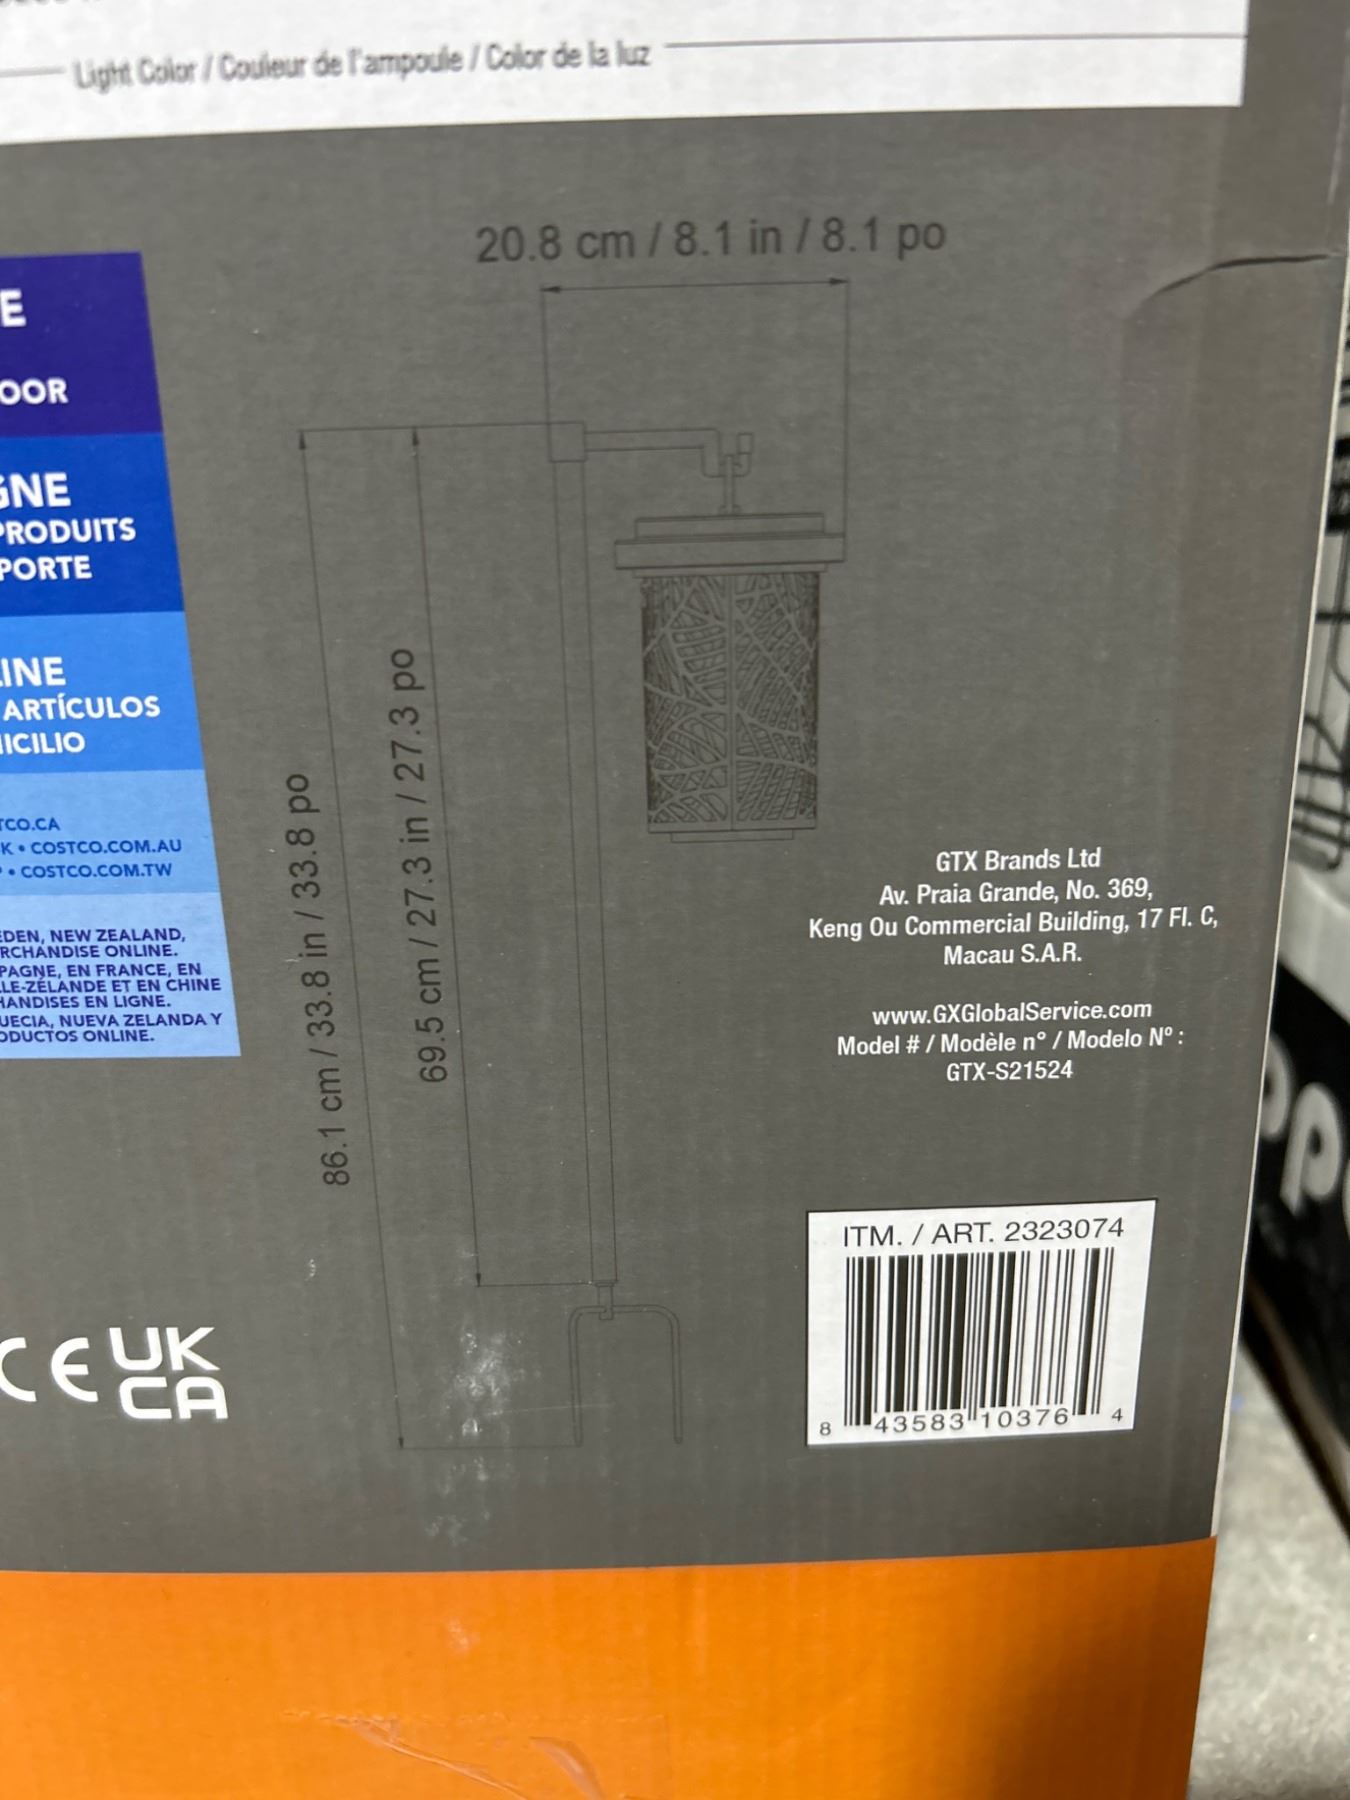 Light Color / Couleur de l'ampoule / Color de la luz
20.8 cm / 8.1 in / 8.1 po
86.1 cm / 33.8 in / 33.8 po
69.5 cm / 27.3 in / 27.3 po
E
OOR
GNE
PRODUITS
PORTE
LINE
ARTÍCULOS
ICILIO
TCO.CA
K • COSTCO.COM.AU
• COSTCO.COM.TW
EDEN, NEW ZEALAND,
RCHANDISE ONLINE.
PAGNE, EN FRANCE, EN
LLE-ZÉLANDE ET EN CHINE
HANDISES EN LIGNE.
UECIA, NUEVA ZELANDA Y
ODUCTOS ONLINE.
GTX Brands Ltd
Av. Praia Grande, No. 369,
Keng Ou Commercial Building, 17 Fl. C,
Macau S.A.R.
www.GXGlobalService.com
Model # / Modèle n° / Modelo Nº :
GTX-S21524
ITM. / ART. 2323074
8 43583 10376 4
CE
UK
CA